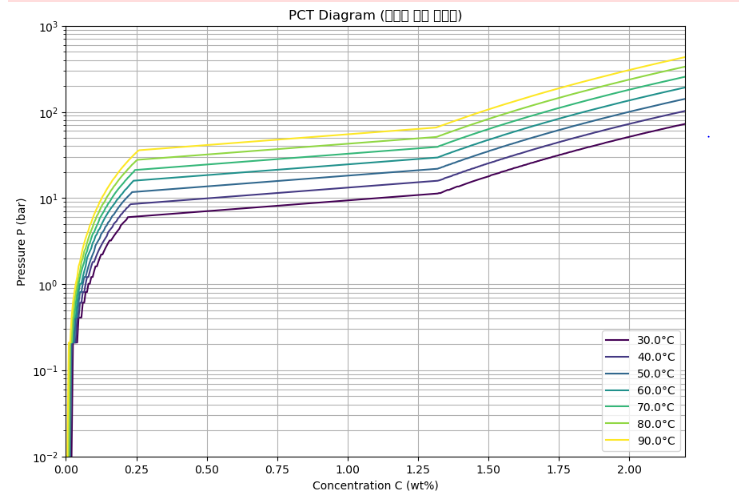 PCT Diagram (□□□ □□ □□□)
10³
10²
10¹
10⁰
10⁻¹
10⁻²
Pressure P (bar)
0.00 0.25 0.50 0.75 1.00 1.25 1.50 1.75 2.00
Concentration C (wt%)
30.0°C
40.0°C
50.0°C
60.0°C
70.0°C
80.0°C
90.0°C